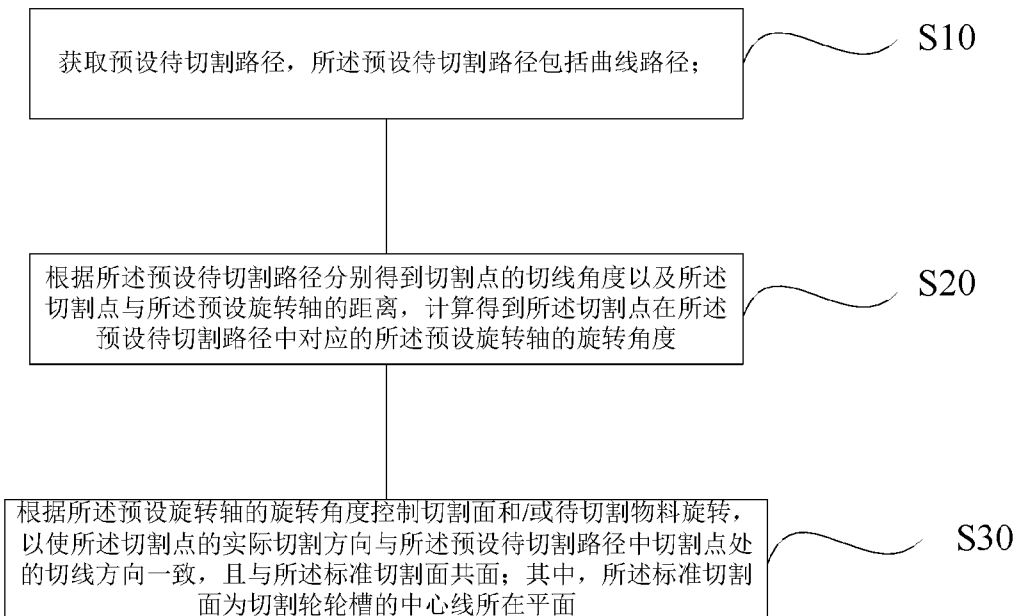 获取预设待切割路径，所述预设待切割路径包括曲线路径；
S10
根据所述预设待切割路径分别得到切割点的切线角度以及所述
切割点与所述预设旋转轴的距离，计算得到所述切割点在所述
预设待切割路径中对应的所述预设旋转轴的旋转角度
S20
根据所述预设旋转轴的旋转角度控制切割面和/或待切割物料旋转，
以使所述切割点的实际切割方向与所述预设待切割路径中切割点处
的切线方向一致，且与所述标准切割面共面；其中，所述标准切割
面为切割轮轮槽的中心线所在平面
S30